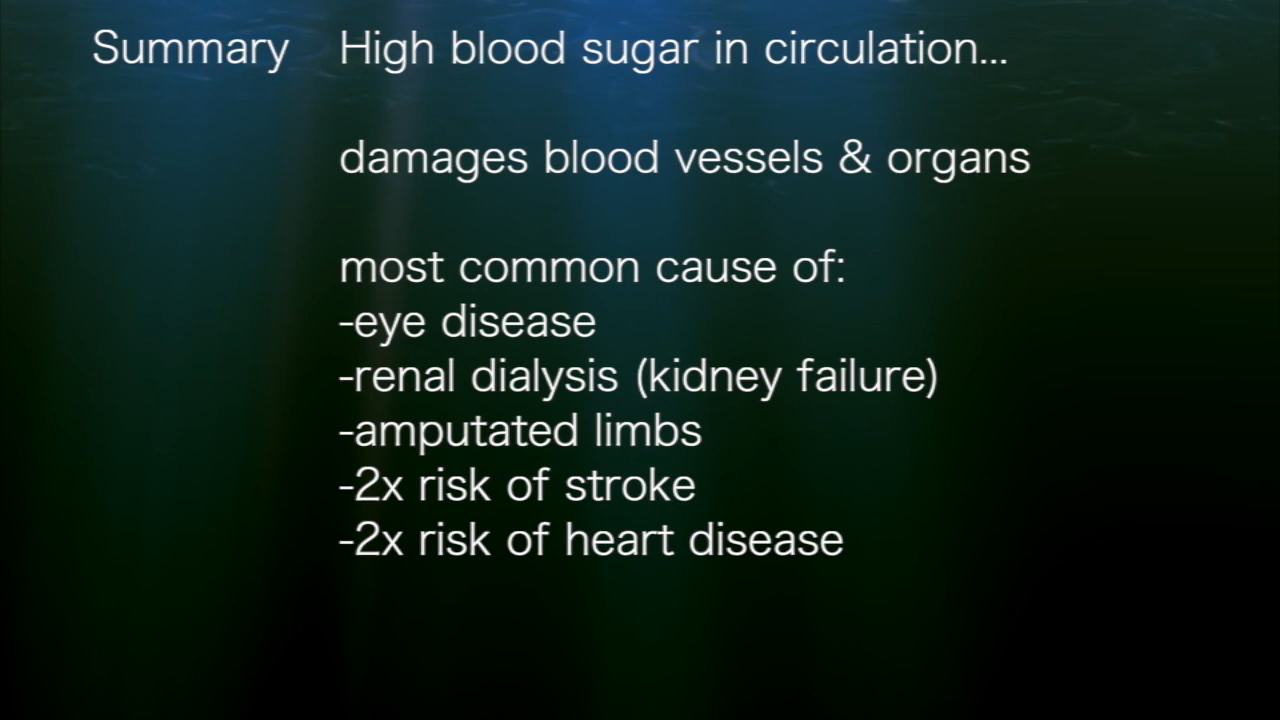 Summary High blood sugar in circulation...
damages blood vessels & organs
most common cause of:
-eye disease
-renal dialysis (kidney failure)
-amputated limbs
-2x risk of stroke
-2x risk of heart disease